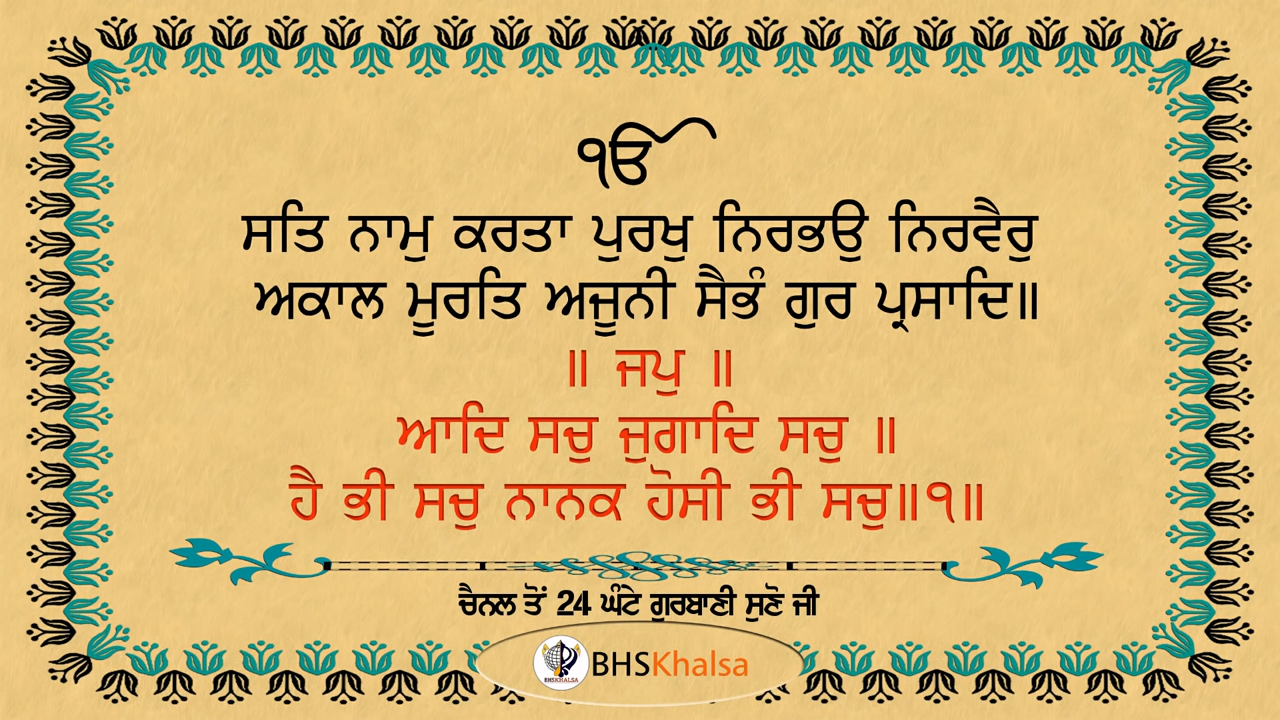 ੴ
ਸਤਿ ਨਾਮੁ ਕਰਤਾ ਪੁਰਖੁ ਨਿਰਭਉ ਨਿਰਵੈਰੁ
ਅਕਾਲ ਮੂਰਤਿ ਅਜੂਨੀ ਸੈਭੰ ਗੁਰ ਪ੍ਰਸਾਦਿ॥
॥ ਜਪੁ ॥
ਆਦਿ ਸਚੁ ਜੁਗਾਦਿ ਸਚੁ ॥
ਹੈ ਭੀ ਸਚੁ ਨਾਨਕ ਹੋਸੀ ਭੀ ਸਚੁ॥੧॥
ਚੈਨਲ ਤੋਂ 24 ਘੰਟੇ ਗੁਰਬਾਣੀ ਸੁਣੋ ਜੀ
BHSKhalsa
BHSKHALSA